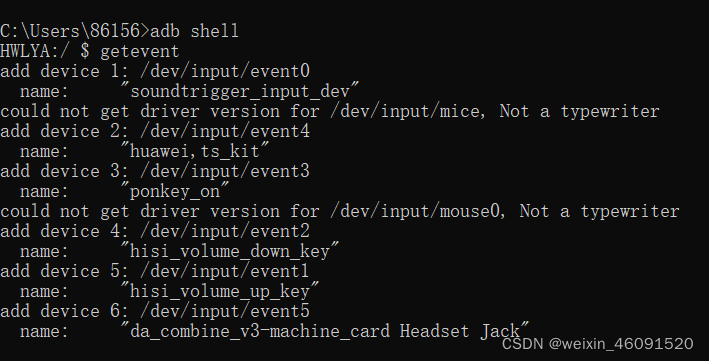 C:\Users\86156>adb shell
HWLYA:/ $ getevent
add device 1: /dev/input/event0
  name:     "soundtrigger_input_dev"
could not get driver version for /dev/input/mice, Not a typewriter
add device 2: /dev/input/event4
  name:     "huawei,ts_kit"
add device 3: /dev/input/event3
  name:     "ponkey_on"
could not get driver version for /dev/input/mouse0, Not a typewriter
add device 4: /dev/input/event2
  name:     "hisi_volume_down_key"
add device 5: /dev/input/event1
  name:     "hisi_volume_up_key"
add device 6: /dev/input/event5
  name:     "da_combine_v3-machine_card Headset Jack"
CSDN @weixin_46091520